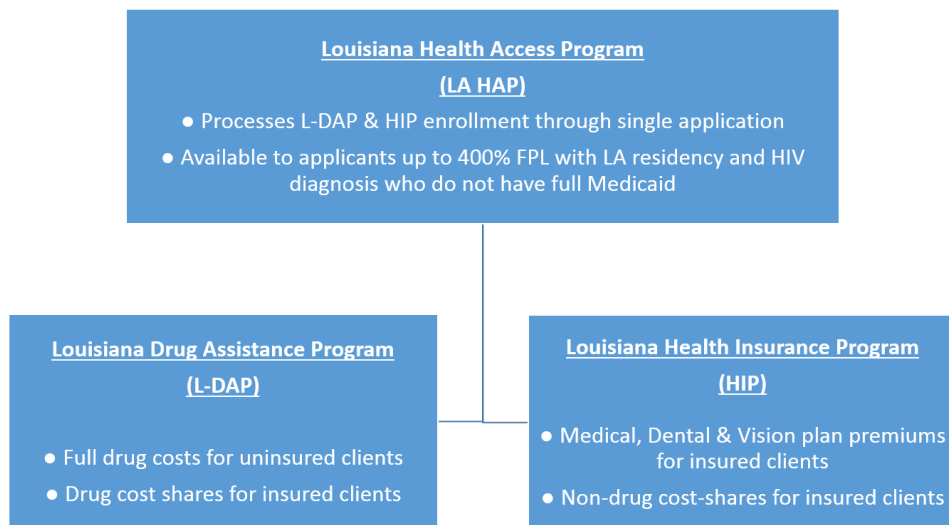 Louisiana Health Access Program
(LA HAP)
● Processes L-DAP & HIP enrollment through single application
● Available to applicants up to 400% FPL with LA residency and HIV
diagnosis who do not have full Medicaid
Louisiana Drug Assistance Program
(L-DAP)
● Full drug costs for uninsured clients
● Drug cost shares for insured clients
Louisiana Health Insurance Program
(HIP)
● Medical, Dental & Vision plan premiums
for insured clients
● Non-drug cost-shares for insured clients